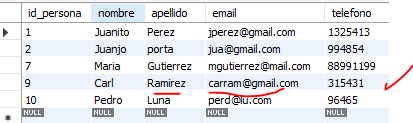 id_persona nombre apellido email telefono
1 Juanito Perez jperez@gmail.com 1325413
2 Juanjo porta jua@gmail.com 994854
7 Maria Gutierrez mgutierrez@mail.com 88991199
9 Carl Ramirez carram@gmail.com 315431
10 Pedro Luna perd@lu.com 96465
NULL NULL NULL NULL NULL